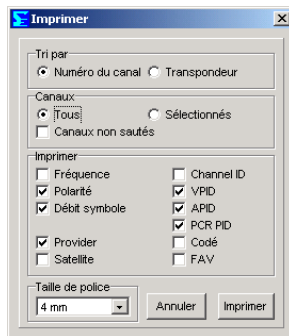 Imprimer
Tri par
Numéro du canal Transpondeur
Canaux
Tous Sélectionnés
Canaux non sautés
Imprimer
Fréquence Channel ID
Polarité VPID
Débit symbole APID
PCR PID
Provider Codé
Satellite FAV
Taille de police
4 mm Annuler Imprimer